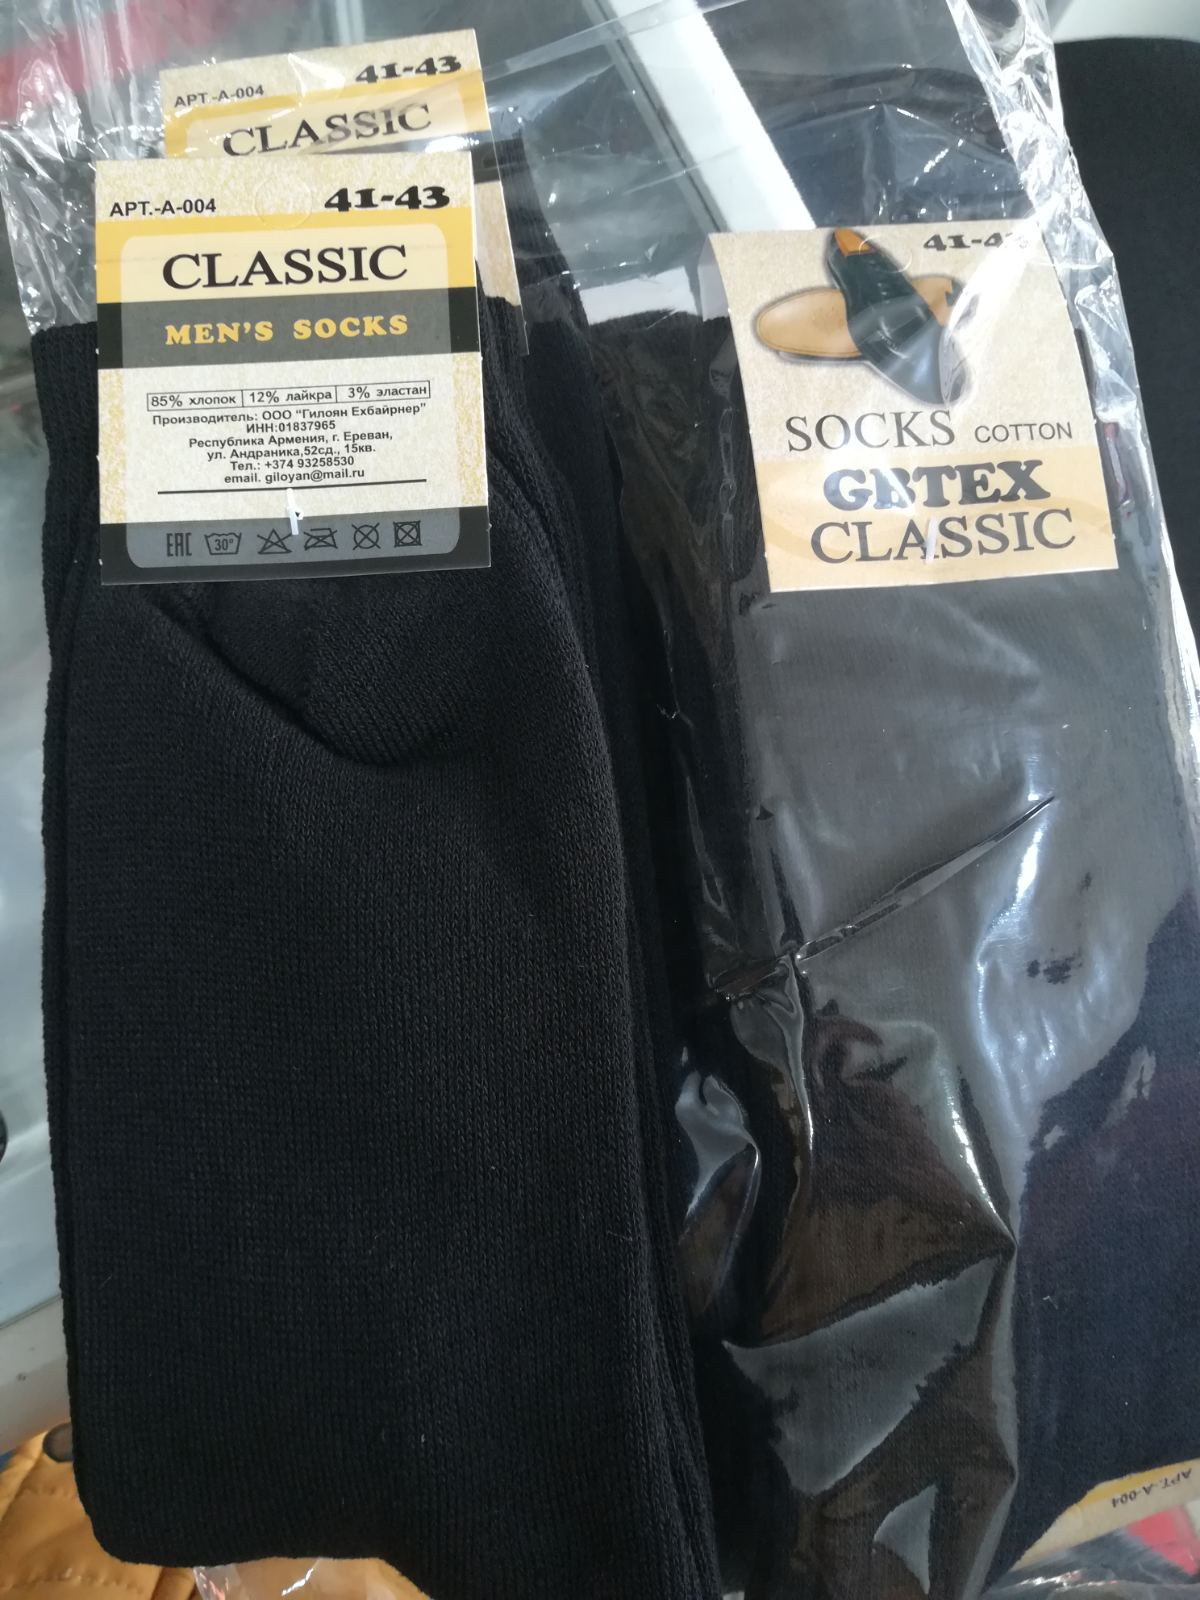 АРТ.-А-004 41-43
CLASSIC
АРТ.-А-004 41-43
CLASSIC
MEN'S SOCKS
85% хлопок 12% лайкра 3% эластан
Производитель: ООО "Гилоян Ехбайрнер"
ИНН:01837965
Республика Армения, г. Ереван,
ул. Андраника,52сд., 15кв.
Тел.: +374 93258530
email. giloyan@mail.ru
ЕАС 30°
41-43
SOCKS COTTON
GBTEX
CLASSIC
АРТ.-А-004